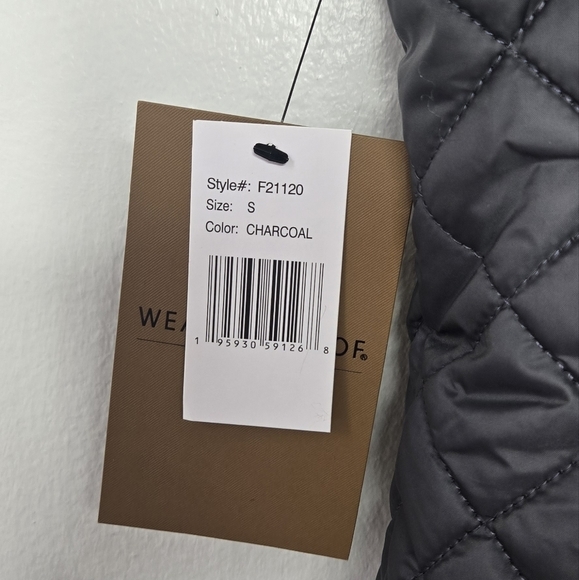 Style#: F21120
Size: S
Color: CHARCOAL
WEA OF®
1 95930 59126 8